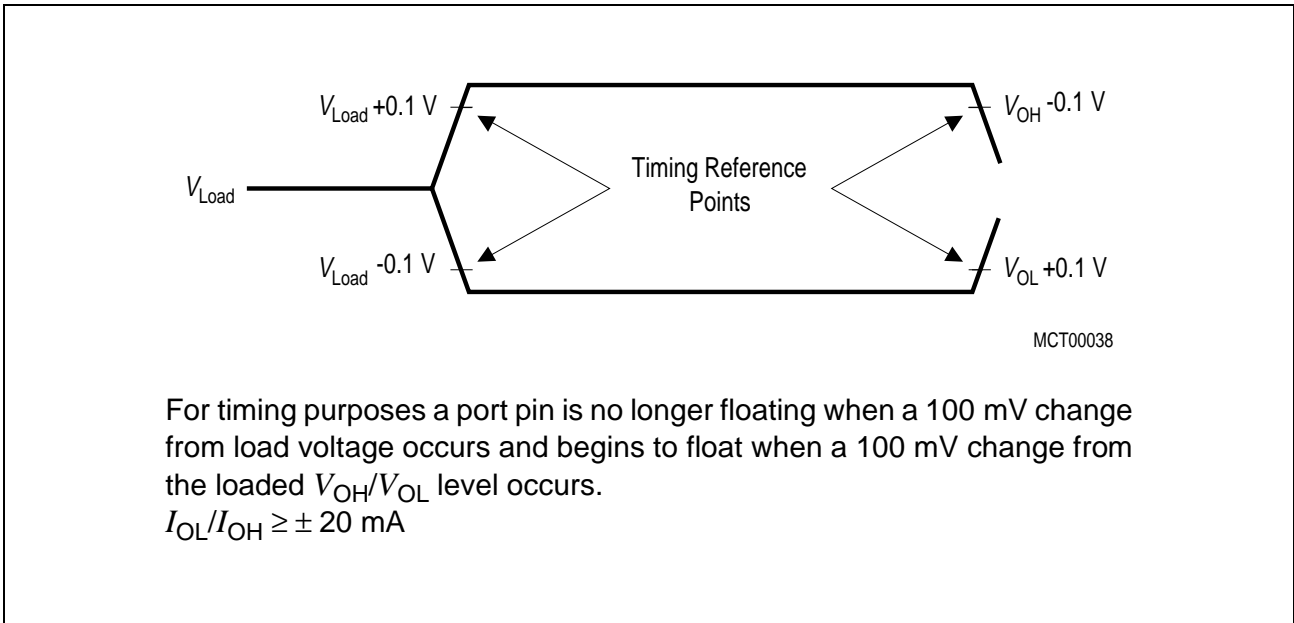 V_Load +0.1 V
V_OH -0.1 V
Timing Reference
Points
V_Load
V_Load -0.1 V
V_OL +0.1 V
MCT00038
For timing purposes a port pin is no longer floating when a 100 mV change
from load voltage occurs and begins to float when a 100 mV change from
the loaded V_OH/V_OL level occurs.
I_OL/I_OH ≥ ± 20 mA